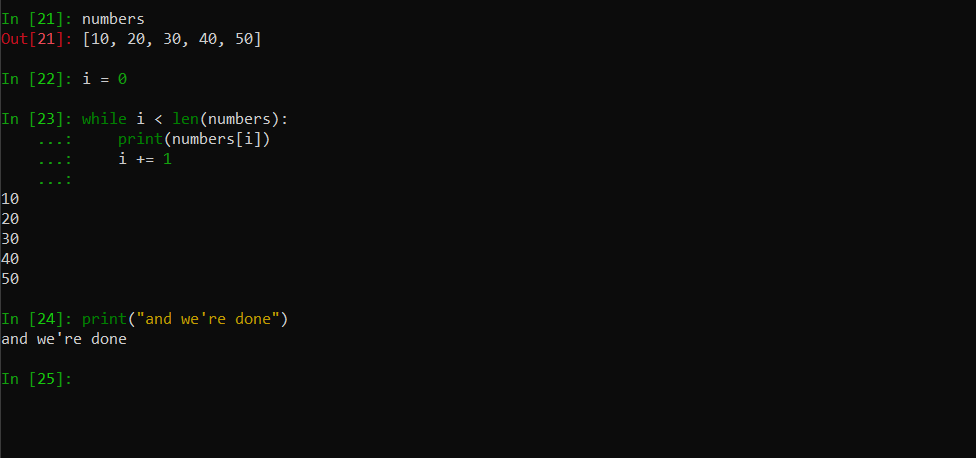 In [21]: numbers
Out[21]: [10, 20, 30, 40, 50]
In [22]: i = 0
In [23]: while i < len(numbers):
    ...:     print(numbers[i])
    ...:     i += 1
    ...:
10
20
30
40
50
In [24]: print("and we're done")
and we're done
In [25]: